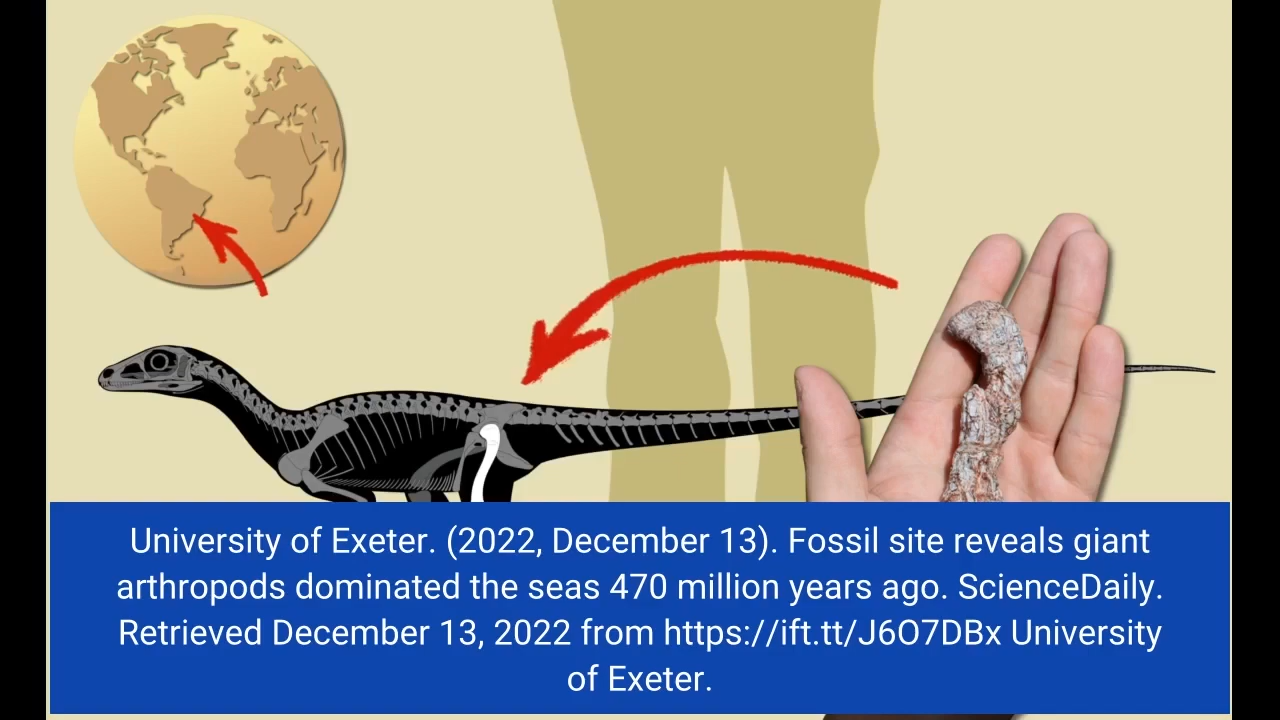 University of Exeter. (2022, December 13). Fossil site reveals giant
arthropods dominated the seas 470 million years ago. ScienceDaily.
Retrieved December 13, 2022 from https://ift.tt/J6O7DBx University
of Exeter.